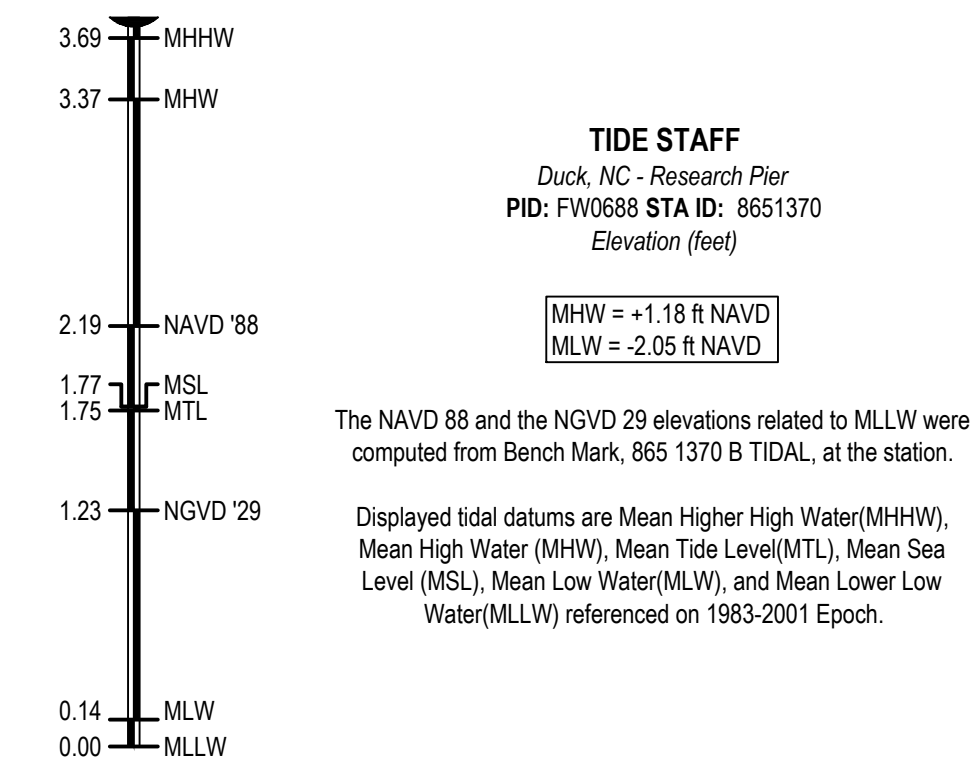 3.69 MHHW
3.37 MHW
2.19 NAVD '88
1.77 MSL
1.75 MTL
1.23 NGVD '29
0.14 MLW
0.00 MLLW
TIDE STAFF
Duck, NC - Research Pier
PID: FW0688 STA ID: 8651370
Elevation (feet)
MHW = +1.18 ft NAVD
MLW = -2.05 ft NAVD
The NAVD 88 and the NGVD 29 elevations related to MLLW were
computed from Bench Mark, 865 1370 B TIDAL, at the station.
Displayed tidal datums are Mean Higher High Water(MHHW),
Mean High Water (MHW), Mean Tide Level(MTL), Mean Sea
Level (MSL), Mean Low Water(MLW), and Mean Lower Low
Water(MLLW) referenced on 1983-2001 Epoch.